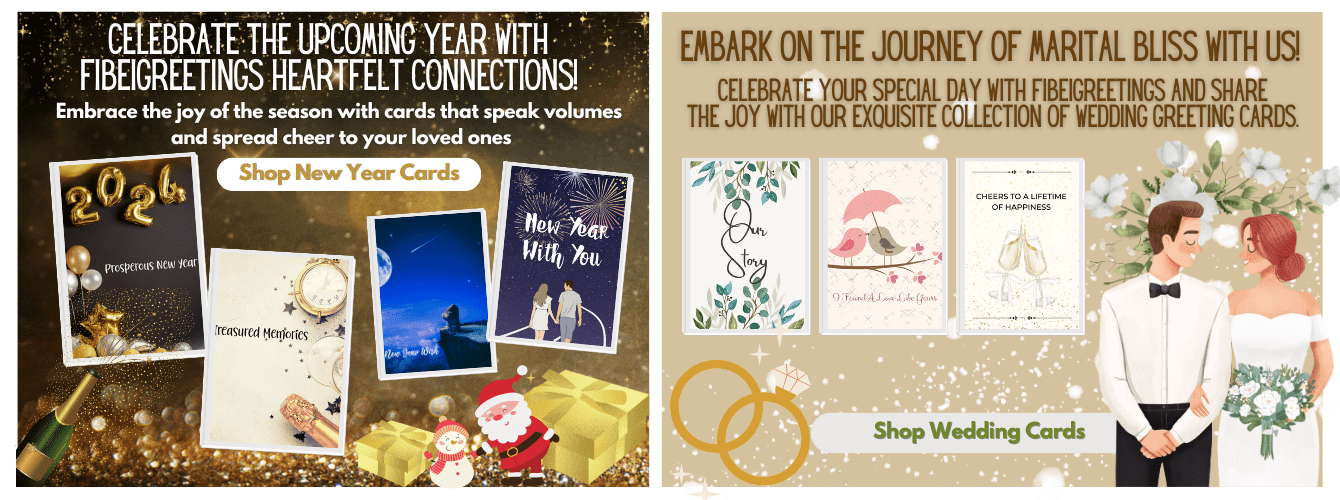 CELEBRATE THE UPCOMING YEAR WITH
FIBEIGREETINGS HEARTFELT CONNECTIONS!
Embrace the joy of the season with cards that speak volumes
and spread cheer to your loved ones
Shop New Year Cards
2024
Prosperous New Year
Treasured Memories
New Year Wish
New Year
With You
EMBARK ON THE JOURNEY OF MARITAL BLISS WITH US!
CELEBRATE YOUR SPECIAL DAY WITH FIBEIGREETINGS AND SHARE
THE JOY WITH OUR EXQUISITE COLLECTION OF WEDDING GREETING CARDS.
Our
Story
I Found A Love Like Yours
CHEERS TO A LIFETIME
OF HAPPINESS
Shop Wedding Cards